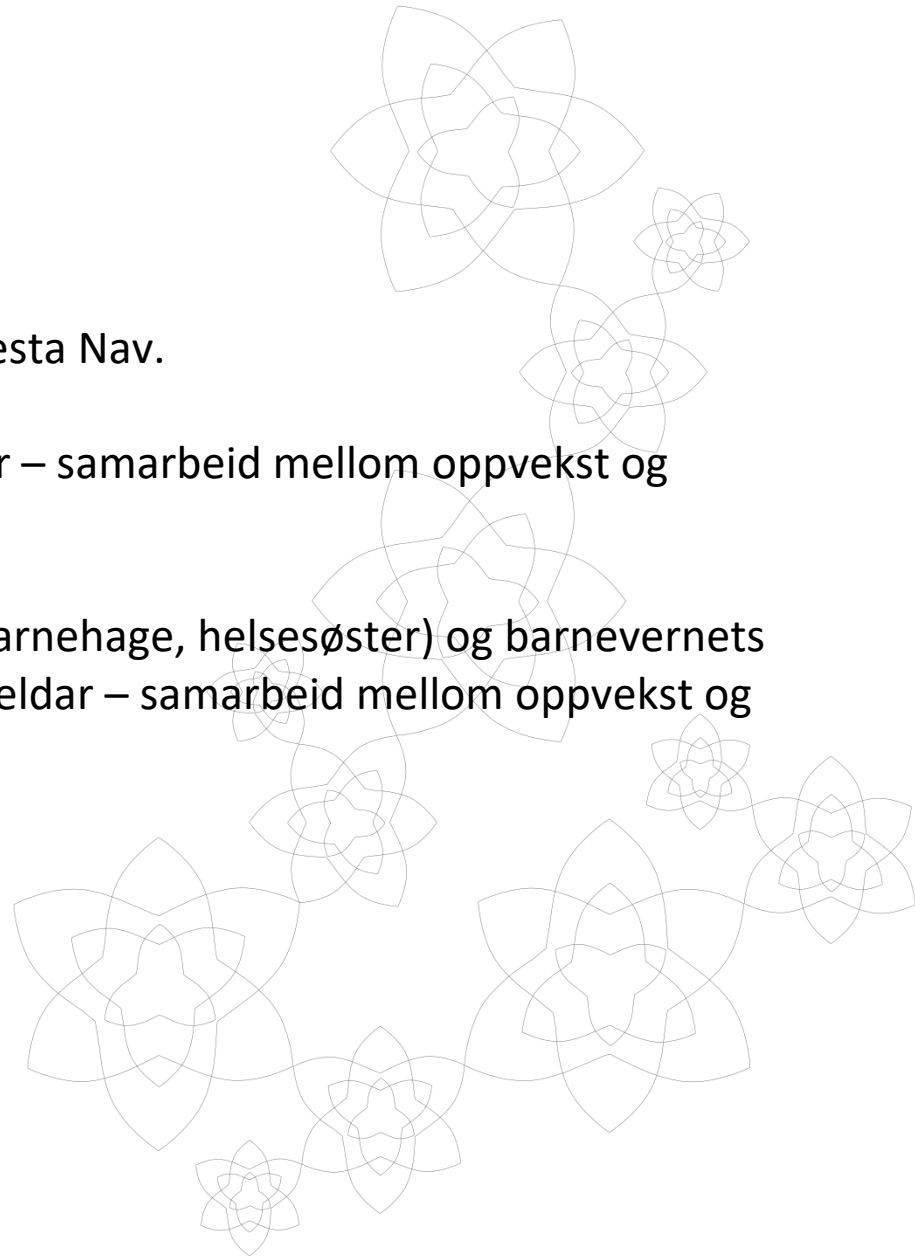 esta Nav.
r – samarbeid mellom oppvekst og
arnehage, helsesøster) og barnevernets
eldar – samarbeid mellom oppvekst og